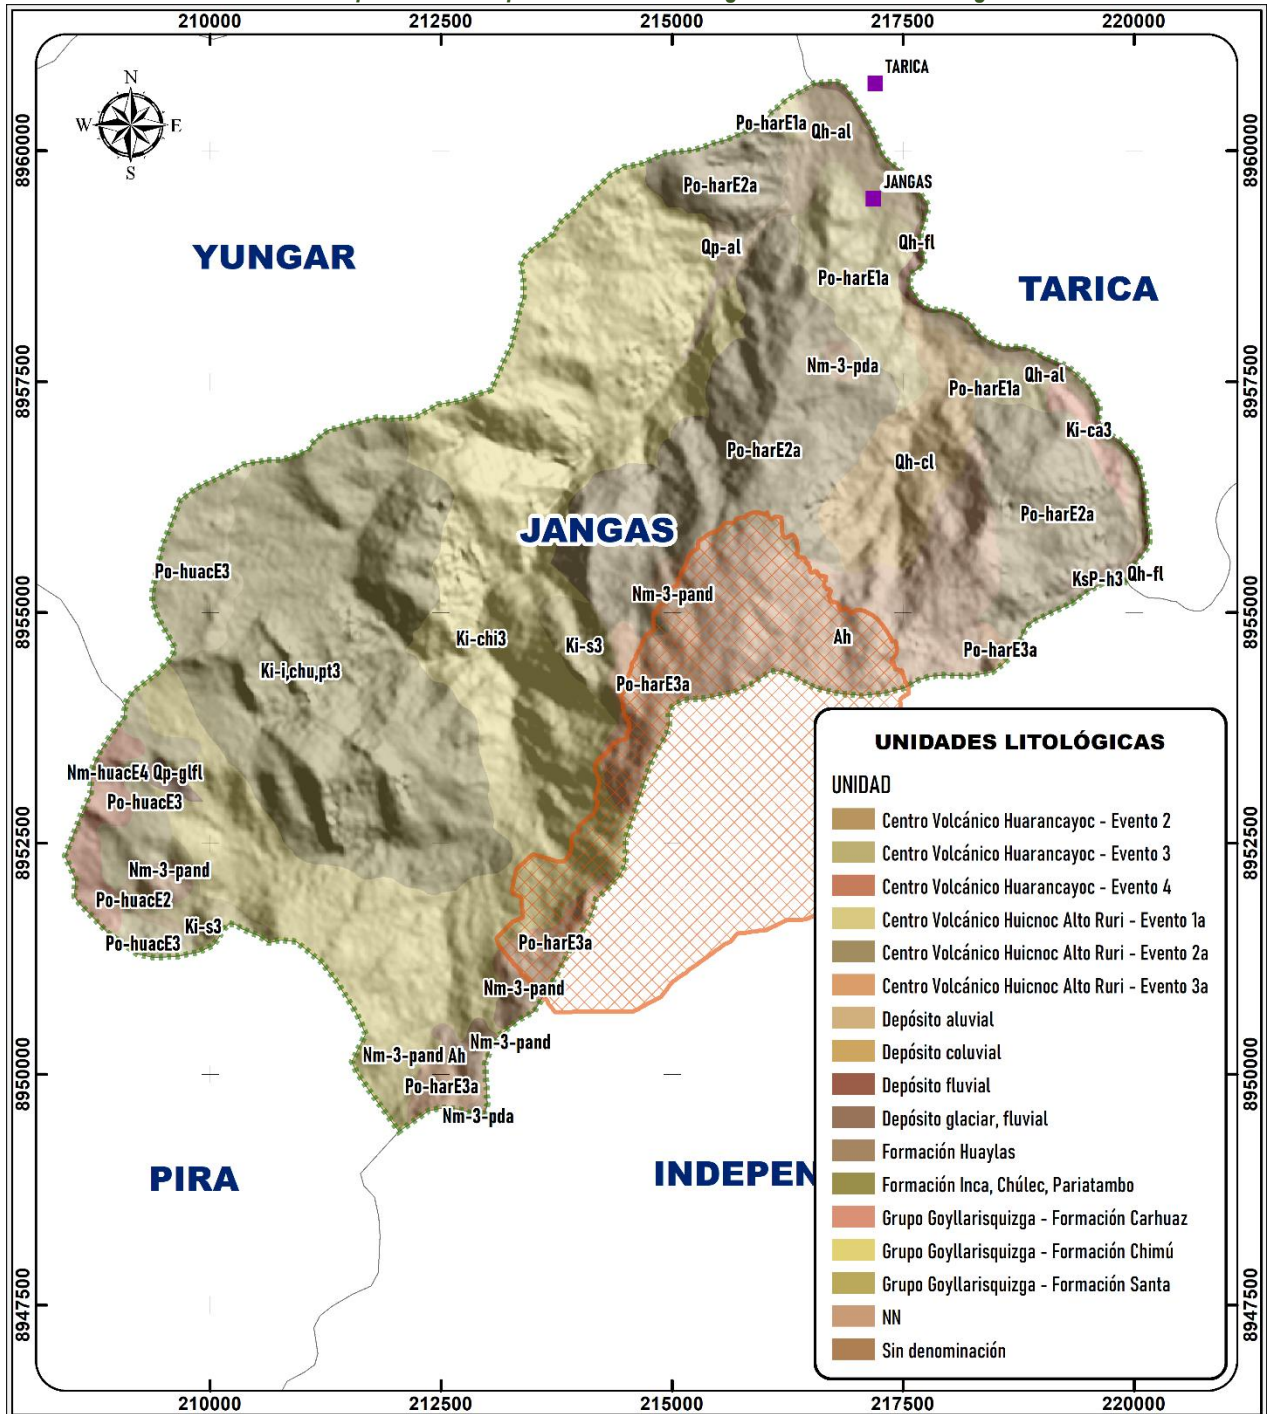 210000
212500
215000
217500
220000
N
W
E
S
TARICA
Po-harE1a
Qh-al
8960000
8960000
Po-harE2a
JANGAS
YUNGAR
Qp-al
Qh-fl
Po-harE1a
TARICA
Nm-3-pda
Qh-al
8957500
8957500
Po-harE1a
Ki-ca3
Po-harE2a
Qh-cl
Po-harE2a
JANGAS
Po-huacE3
KsP-h3
Qh-fl
Nm-3-pand
8955000
8955000
Ki-chi3
Ki-s3
Ah
Po-harE3a
Ki-i,chu,pt3
Po-harE3a
Nm-huacE4
Qp-glfl
Po-huacE3
8952500
8952500
Nm-3-pand
Po-huacE2
Ki-s3
Po-huacE3
Po-harE3a
Nm-3-pand
Nm-3-pand
Nm-3-pand
Ah
8950000
8950000
Po-harE3a
Nm-3-pda
PIRA
INDEPEN
8947500
8947500
UNIDADES LITOLÓGICAS
UNIDAD
Centro Volcánico Huarancayoc - Evento 2
Centro Volcánico Huarancayoc - Evento 3
Centro Volcánico Huarancayoc - Evento 4
Centro Volcánico Huicnoc Alto Ruri - Evento 1a
Centro Volcánico Huicnoc Alto Ruri - Evento 2a
Centro Volcánico Huicnoc Alto Ruri - Evento 3a
Depósito aluvial
Depósito coluvial
Depósito fluvial
Depósito glaciar, fluvial
Formación Huaylas
Formación Inca, Chúlec, Pariatambo
Grupo Goyllarisquizga - Formación Carhuaz
Grupo Goyllarisquizga - Formación Chimú
Grupo Goyllarisquizga - Formación Santa
NN
Sin denominación
210000
212500
215000
217500
220000